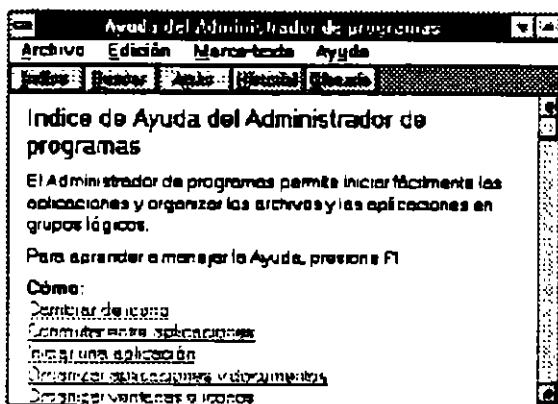 Ayuda del Administrador de programas
Archivo Edición Marca-texto Ayuda
Indice Buscar Atrás Historial Glosario
Indice de Ayuda del Administrador de
programas
El Administrador de programas permite iniciar fácilmente las
aplicaciones y organizar los archivos y las aplicaciones en
grupos lógicos.
Para aprender a manejar la Ayuda, presione F1
Cómo:
Cambiar de icono
Conmutar entre aplicaciones
Iniciar una aplicación
Organizar aplicaciones y documentos
Organizar ventanas e iconos